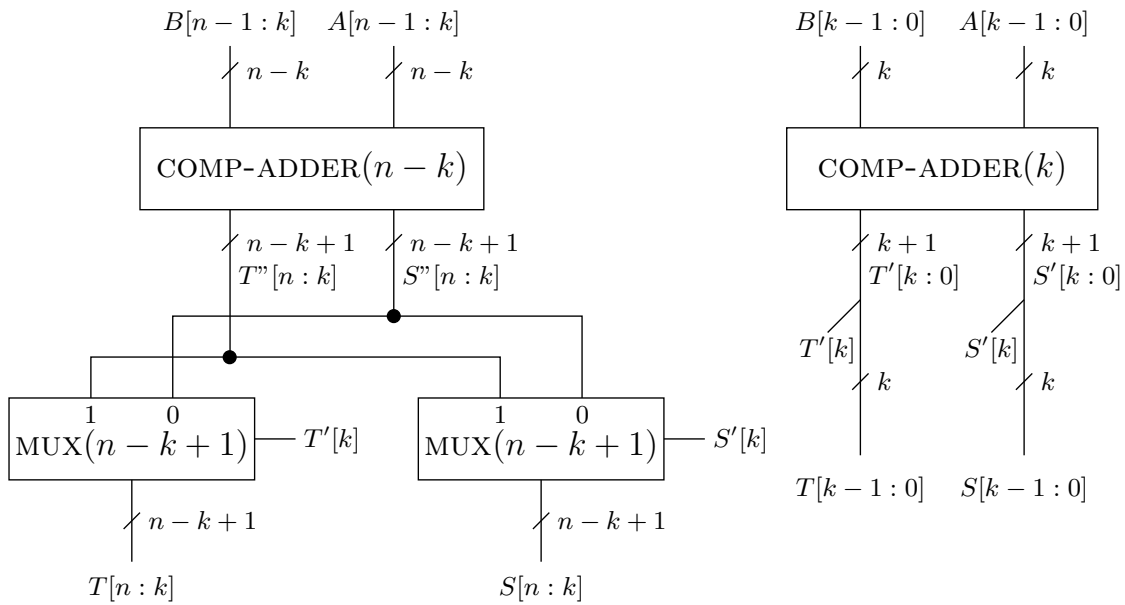 B[n − 1 : k] A[n − 1 : k] B[k − 1 : 0] A[k − 1 : 0]
n − k n − k k k
COMP-ADDER(n − k) COMP-ADDER(k)
n − k + 1 n − k + 1 k + 1 k + 1
T”[n : k] S”[n : k] T′[k : 0] S′[k : 0]
T′[k] S′[k]
k k
1 0 1 0
MUX(n − k + 1) T′[k] MUX(n − k + 1) S′[k]
T[k − 1 : 0] S[k − 1 : 0]
n − k + 1 n − k + 1
T[n : k] S[n : k]